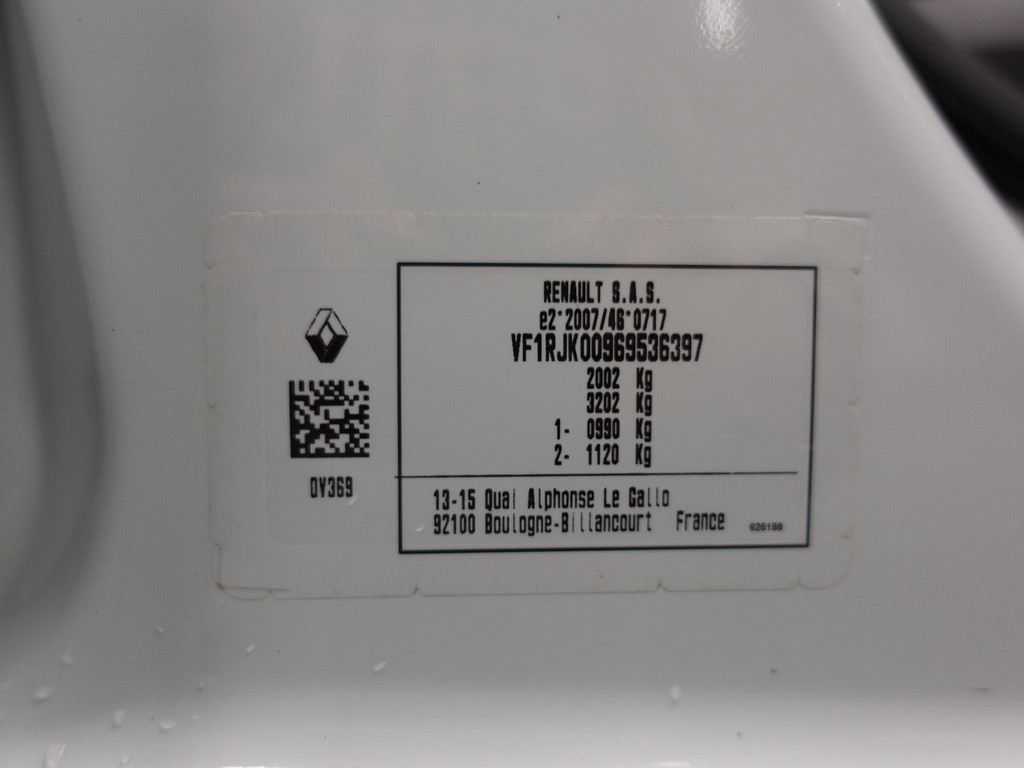 RENAULT S.A.S.
e2*2007/46*0717
VF1RJK00969536397
2002 Kg
3202 Kg
1- 0990 Kg
2- 1120 Kg
0V369
13-15 Quai Alphonse Le Gallo
92100 Boulogne-Billancourt France
626188